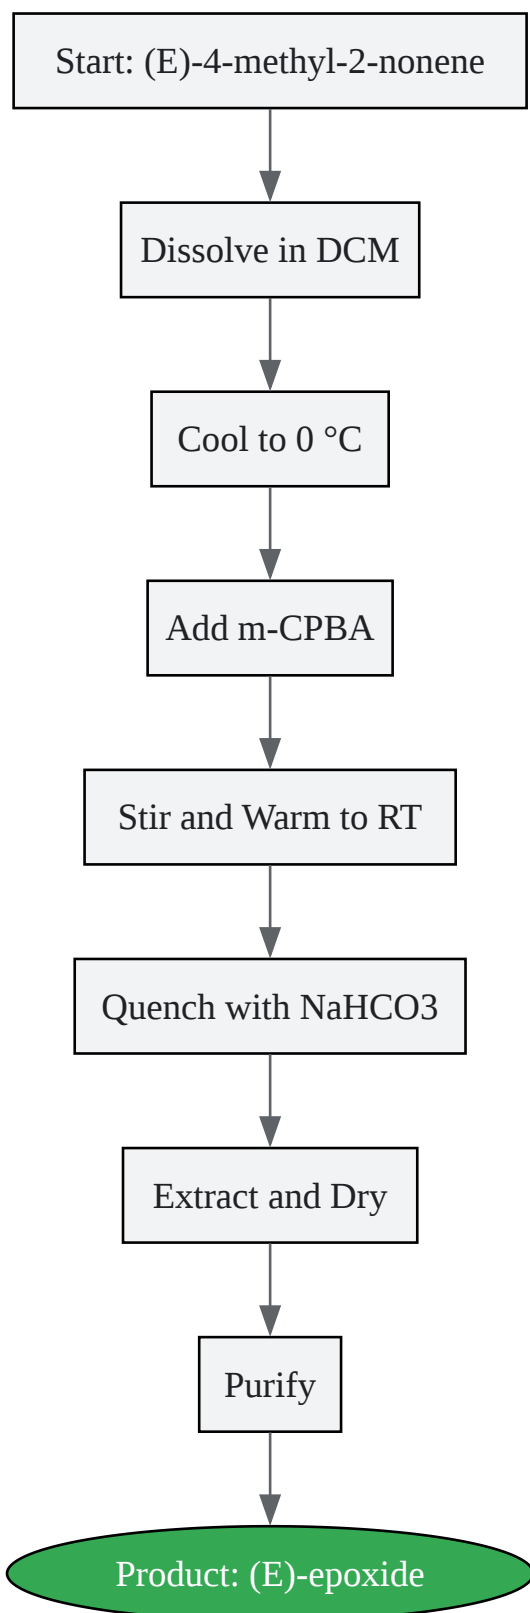 Start: (E)-4-methyl-2-nonene
Dissolve in DCM
Cool to 0 °C
Add m-CPBA
Stir and Warm to RT
Quench with NaHCO3
Extract and Dry
Purify
Product: (E)-epoxide